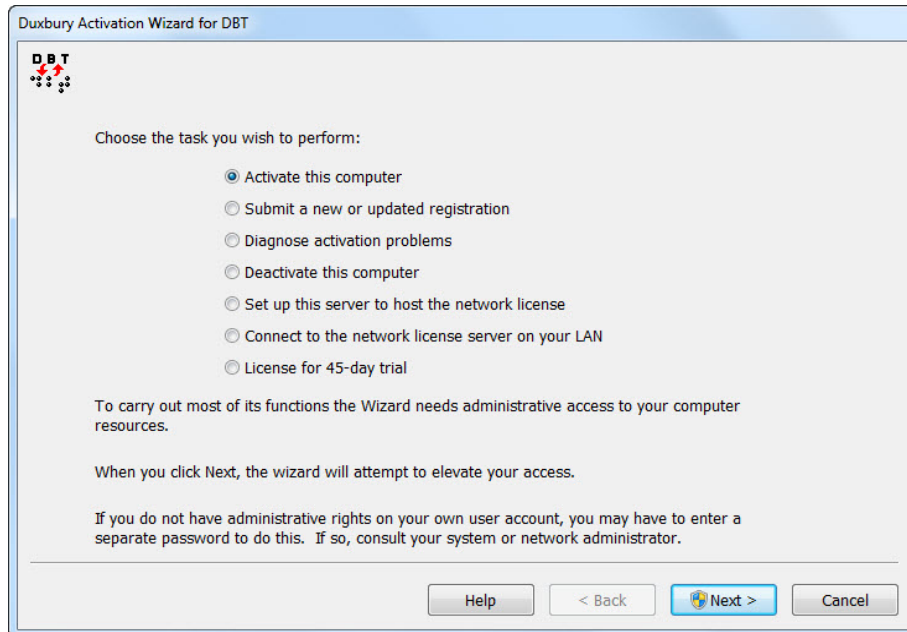 Duxbury Activation Wizard for DBT
DBT
Choose the task you wish to perform:
Activate this computer
Submit a new or updated registration
Diagnose activation problems
Deactivate this computer
Set up this server to host the network license
Connect to the network license server on your LAN
License for 45-day trial
To carry out most of its functions the Wizard needs administrative access to your computer
resources.
When you click Next, the wizard will attempt to elevate your access.
If you do not have administrative rights on your own user account, you may have to enter a
separate password to do this.  If so, consult your system or network administrator.
Help < Back Next > Cancel